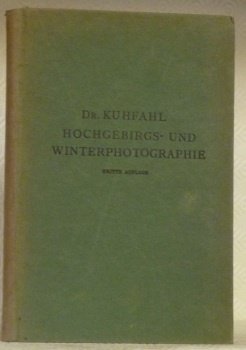 DR. KUHFAHL
HOCHGEBIRGS- UND
WINTERPHOTOGRAPHIE
DRITTE AUFLAGE